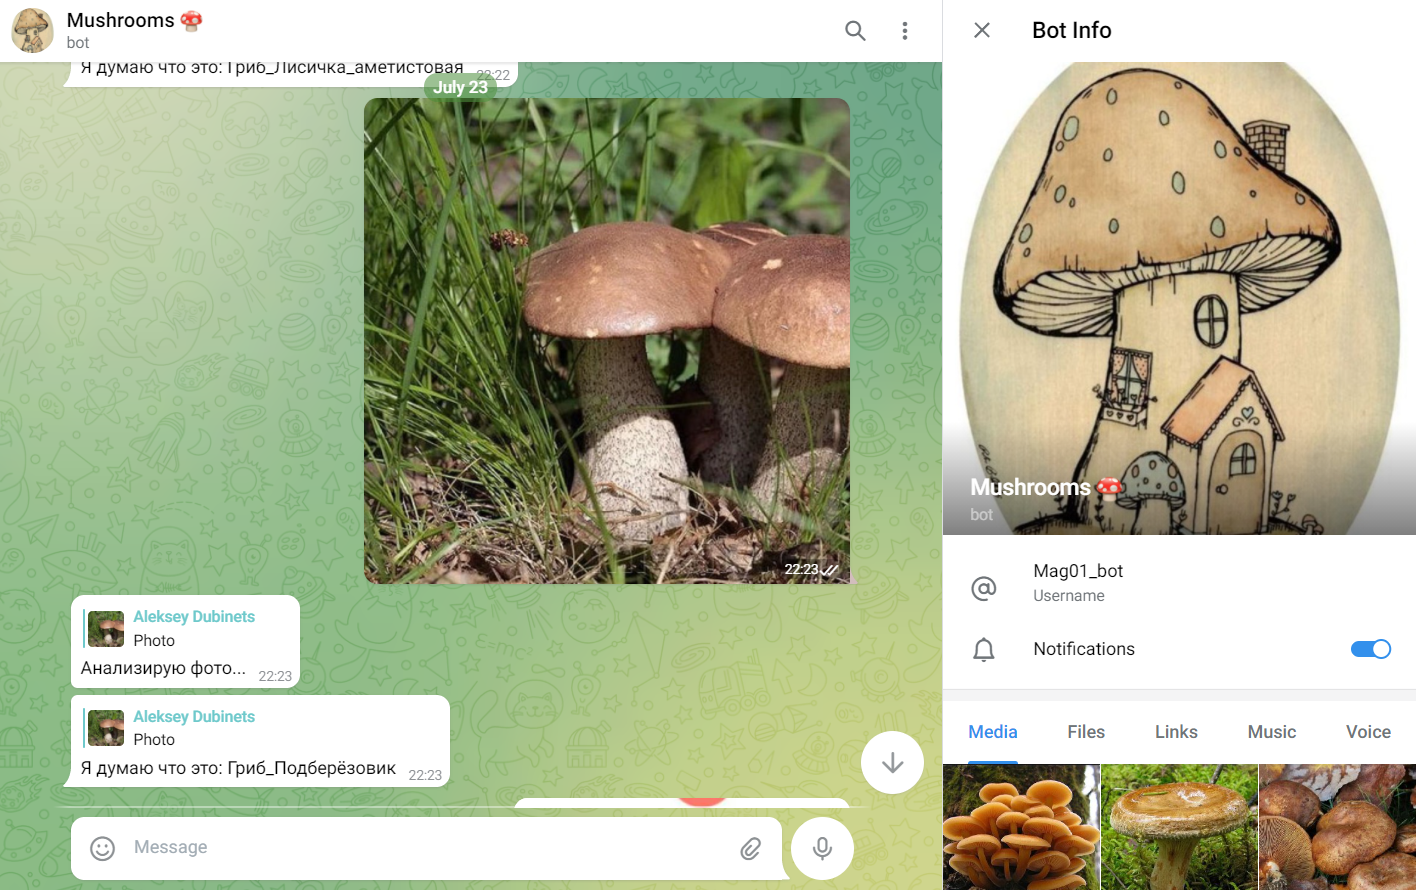 Mushrooms 🍄
bot
Я думаю что это: Гриб_Лисичка_аметистовая 22:22
July 23
22:23
Aleksey Dubinets
Photo
Анализирую фото... 22:23
Aleksey Dubinets
Photo
Я думаю что это: Гриб_Подберёзовик 22:23
Message
Bot Info
Mushrooms 🍄
bot
Mag01_bot
Username
Notifications
Media Files Links Music Voice